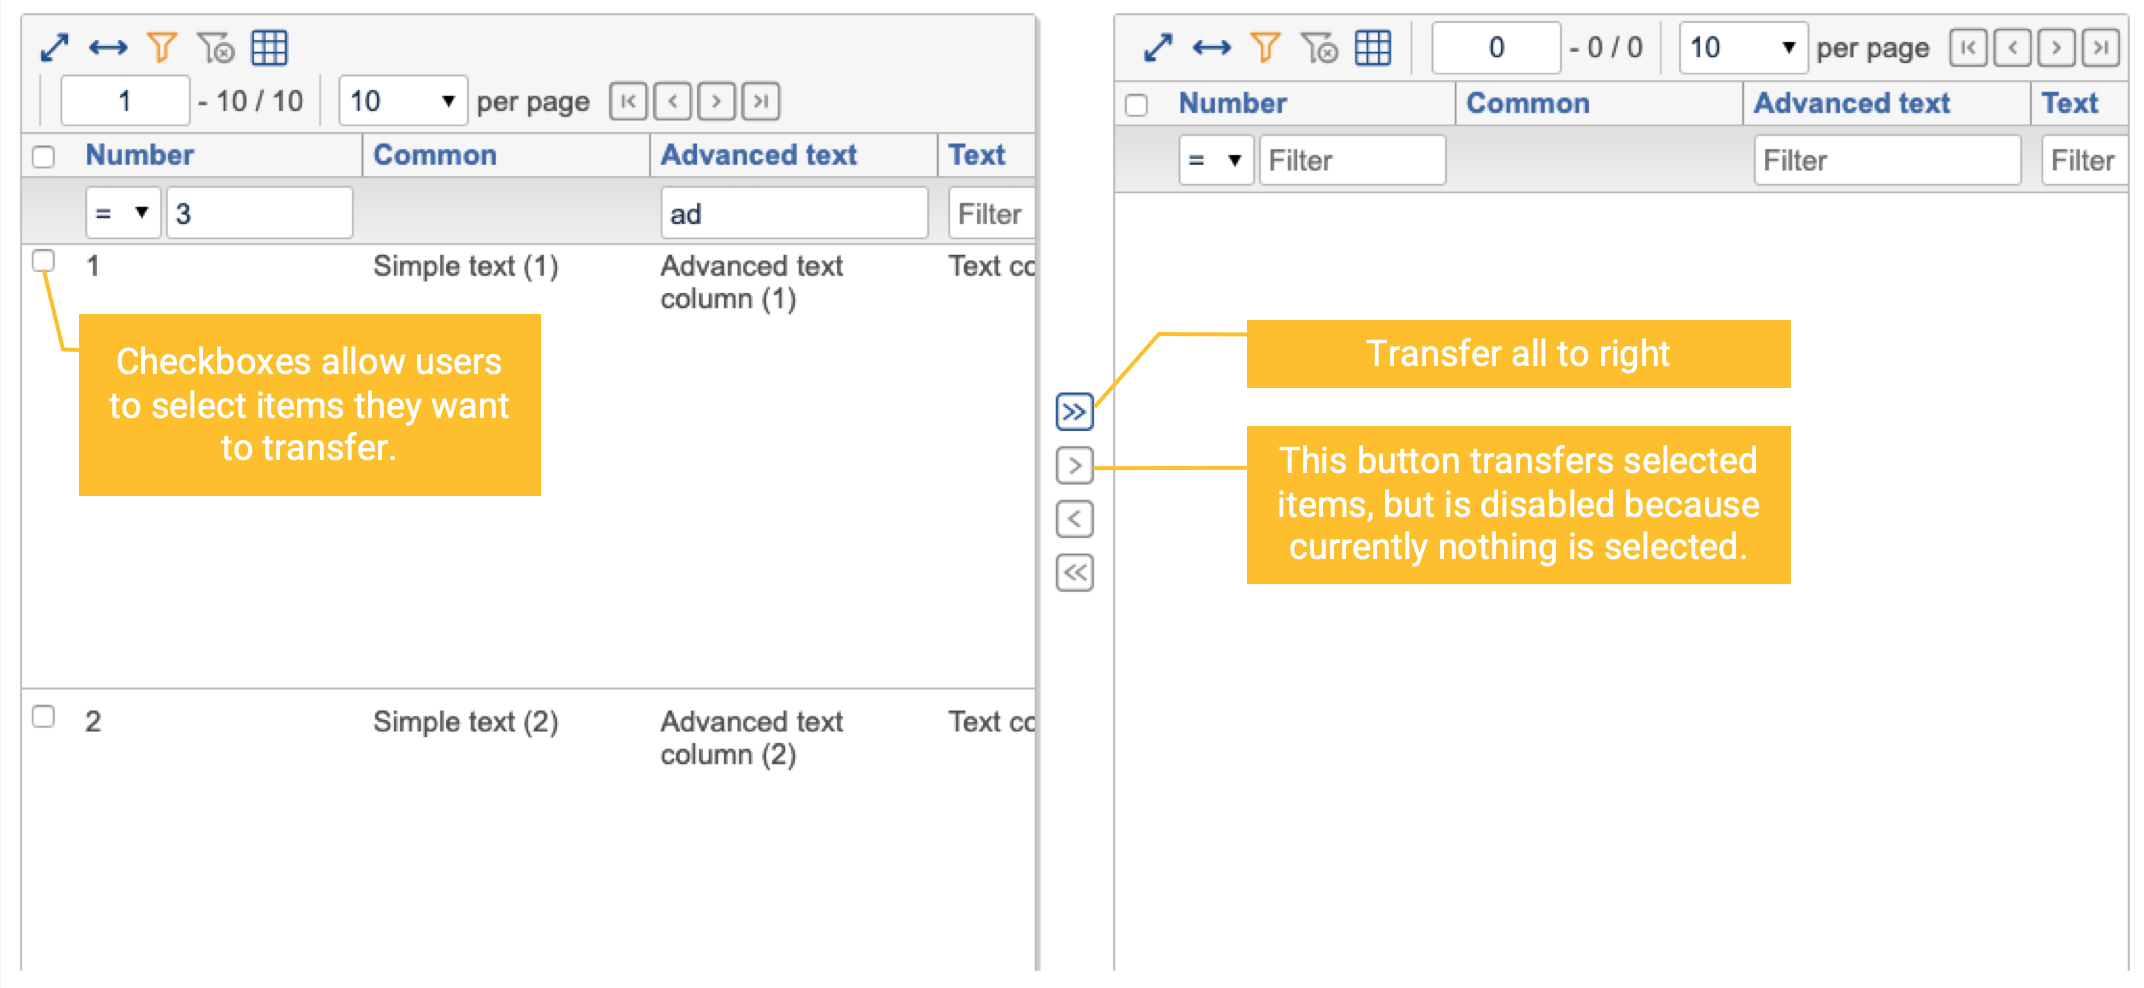 1 - 10 / 10 10 per page
Number Common Advanced text Text
= 3 ad Filter
1 Simple text (1) Advanced text Text cc
column (1)
Checkboxes allow users
to select items they want
to transfer.
2 Simple text (2) Advanced text Text cc
column (2)
Transfer all to right
This button transfers selected
items, but is disabled because
currently nothing is selected.
0 - 0 / 0 10 per page
Number Common Advanced text Text
= Filter Filter Filter